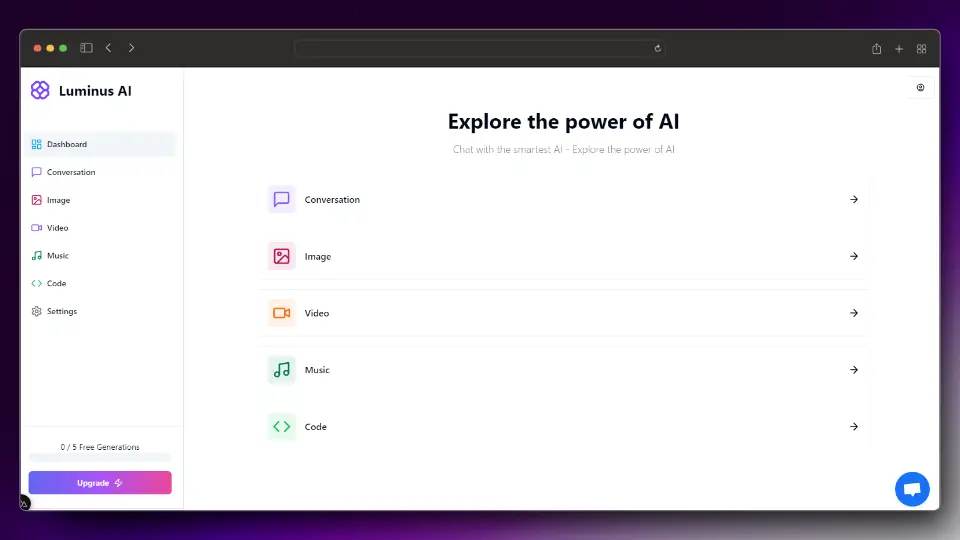 Luminus AI
Dashboard
Conversation
Image
Video
Music
Code
Settings
0 / 5 Free Generations
Upgrade
Explore the power of AI
Chat with the smartest AI - Explore the power of AI
Conversation
Image
Video
Music
Code